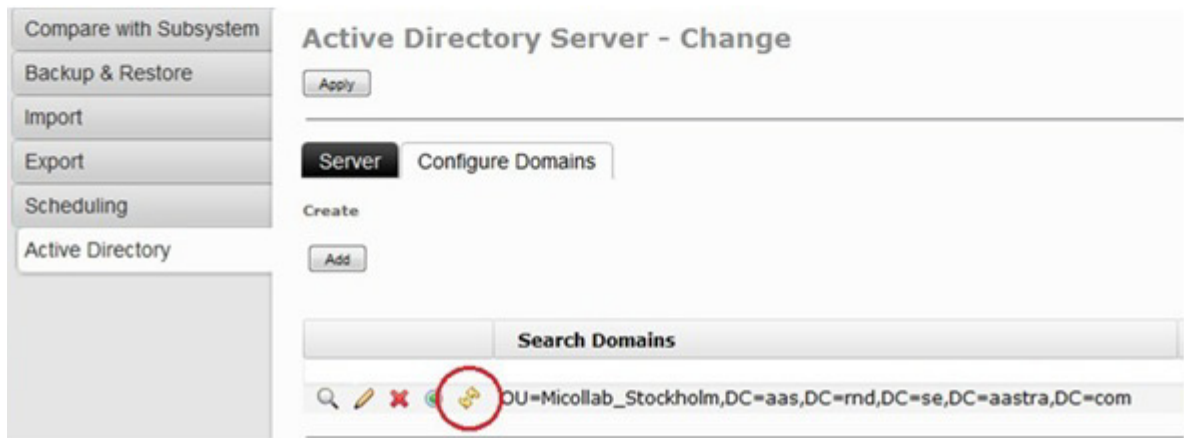 Compare with Subsystem
Backup & Restore
Import
Export
Scheduling
Active Directory
Active Directory Server - Change
Apply
Server
Configure Domains
Create
Add
Search Domains
OU=Micollab_Stockholm,DC=aas,DC=rnd,DC=se,DC=aastra,DC=com